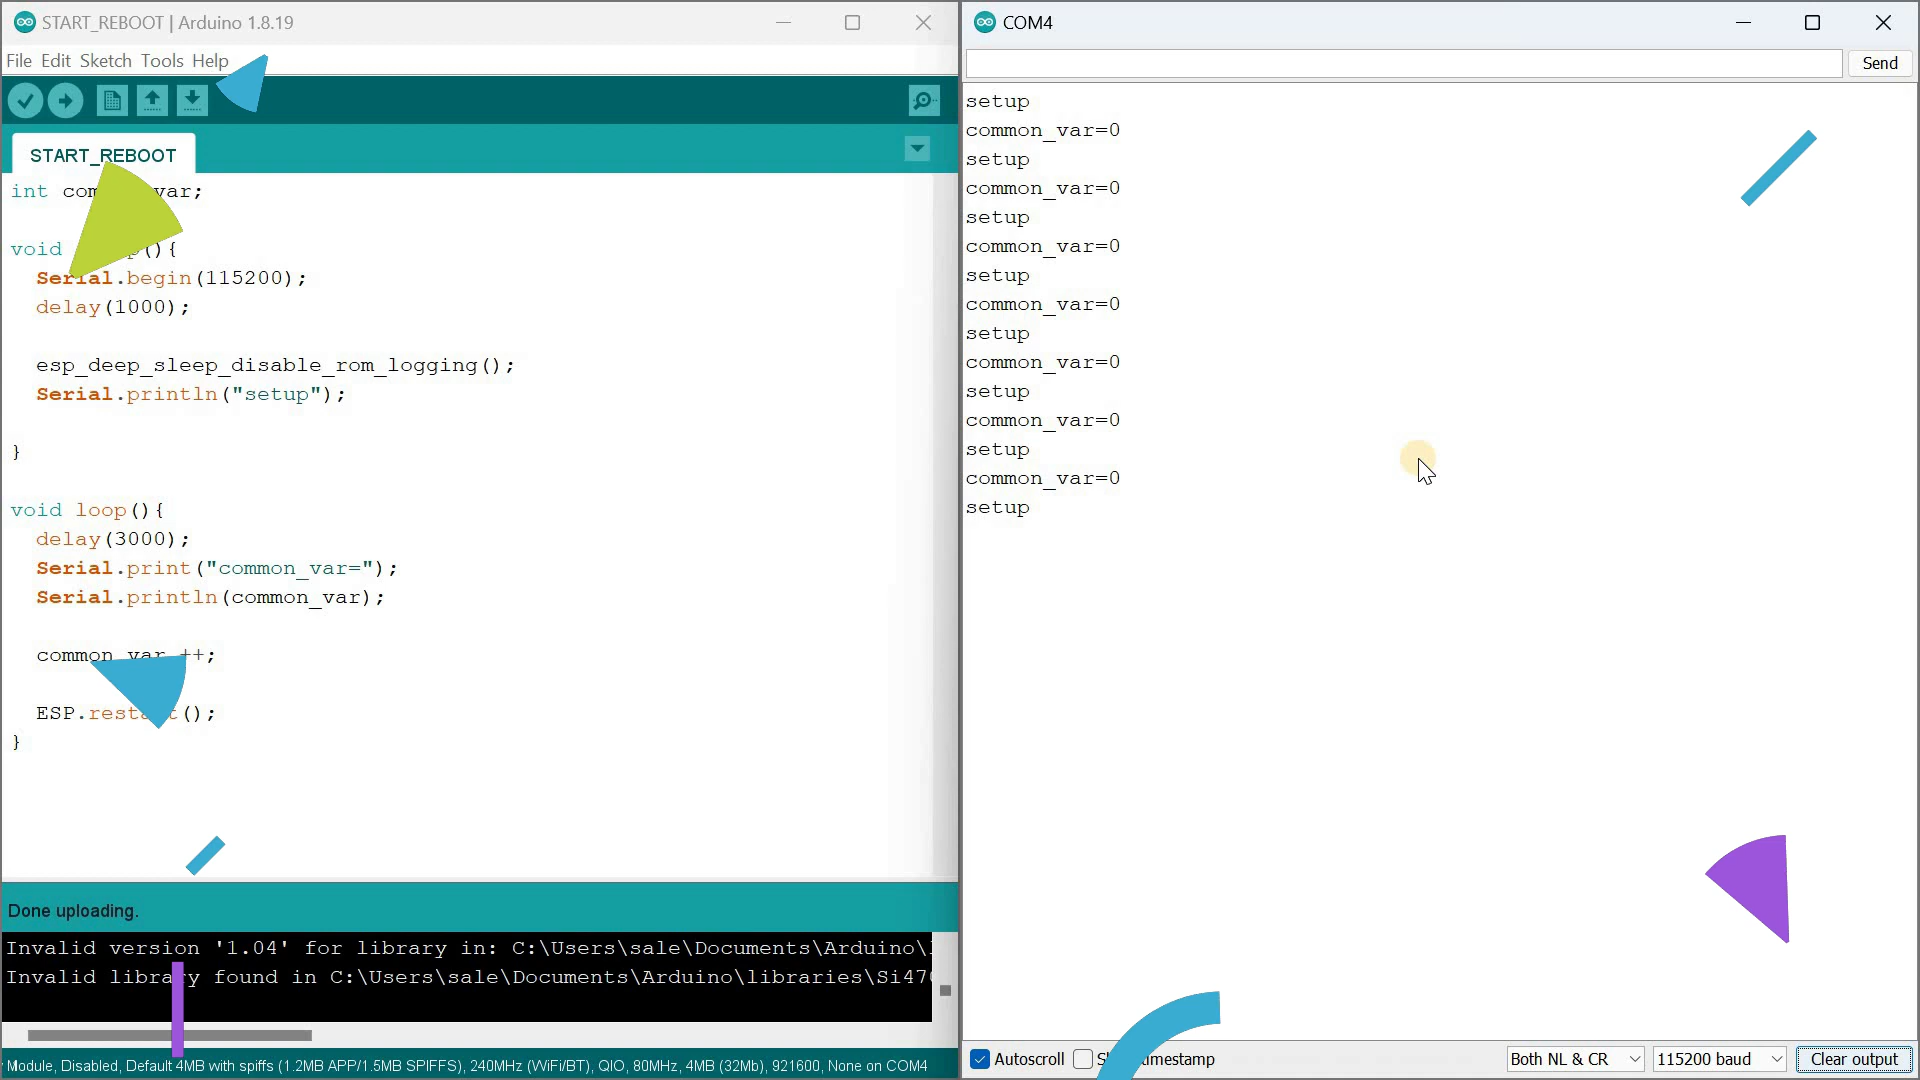 START_REBOOT | Arduino 1.8.19
File Edit Sketch Tools Help
START_REBOOT
int var;
void (){
Serial.begin(115200);
delay(1000);
esp_deep_sleep_disable_rom_logging();
Serial.println("setup");
}
void loop(){
delay(3000);
Serial.print("common_var=");
Serial.println(common_var);
common_var ++;
ESP.restart();
}
Done uploading.
Invalid version '1.04' for library in: C:\Users\sale\Documents\Arduino\
Invalid library found in C:\Users\sale\Documents\Arduino\libraries\Si47
Module, Disabled, Default 4MB with spiffs (1.2MB APP/1.5MB SPIFFS), 240MHz (WiFi/BT), QIO, 80MHz, 4MB (32Mb), 921600, None on COM4
COM4
Send
setup
common_var=0
setup
common_var=0
setup
common_var=0
setup
common_var=0
setup
common_var=0
setup
common_var=0
setup
common_var=0
setup
Autoscroll
Both NL & CR
115200 baud
Clear output